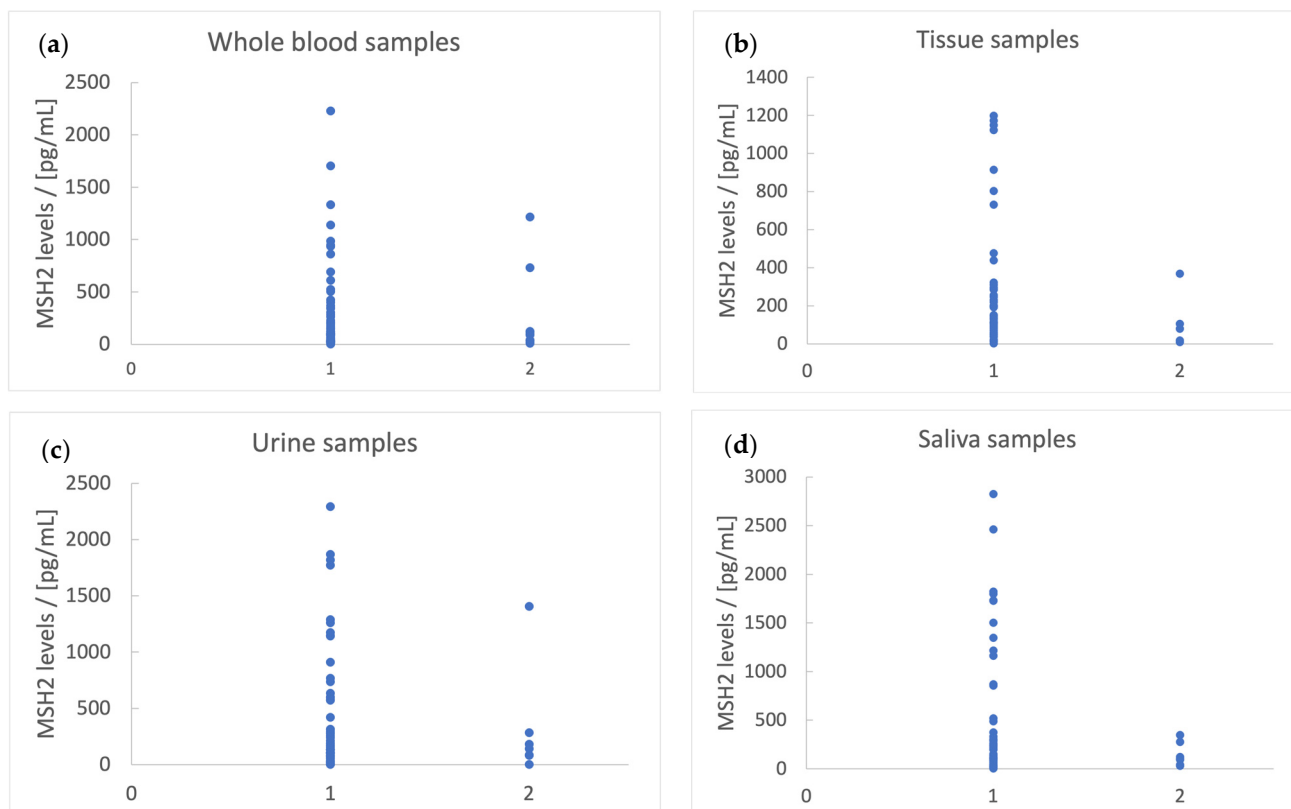 (a)
Whole blood samples
MSH2 levels / [pg/mL]
2500
2000
1500
1000
500
0
0 1 2
(b)
Tissue samples
MSH2 levels / [pg/mL]
1400
1200
1000
800
600
400
200
0
0 1 2
(c)
Urine samples
MSH2 levels / [pg/mL]
2500
2000
1500
1000
500
0
0 1 2
(d)
Saliva samples
MSH2 levels / [pg/mL]
3000
2500
2000
1500
1000
500
0
0 1 2